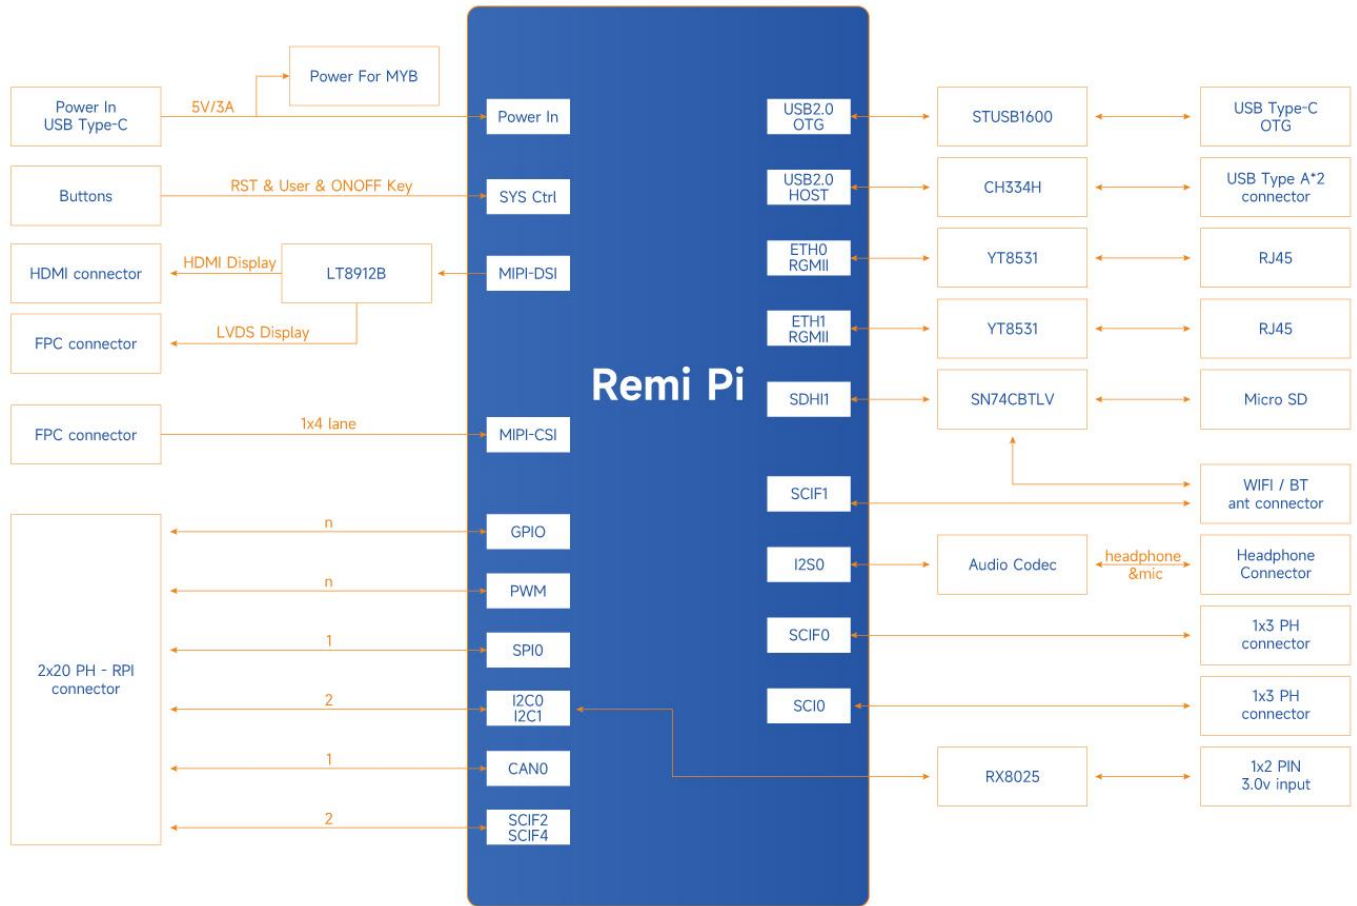 Power For MYB
Power In
USB Type-C
5V/3A
Power In
Buttons
RST & User & ONOFF Key
SYS Ctrl
HDMI connector
HDMI Display
LT8912B
MIPI-DSI
FPC connector
LVDS Display
FPC connector
1x4 lane
MIPI-CSI
2x20 PH - RPI
connector
n
GPIO
n
PWM
1
SPI0
2
I2C0
I2C1
1
CAN0
2
SCIF2
SCIF4
Remi Pi
USB2.0
OTG
STUSB1600
USB Type-C
OTG
USB2.0
HOST
CH334H
USB Type A*2
connector
ETH0
RGMII
YT8531
RJ45
ETH1
RGMII
YT8531
RJ45
SDHI1
SN74CBTLV
Micro SD
SCIF1
WIFI / BT
ant connector
I2S0
Audio Codec
headphone
&mic
Headphone
Connector
SCIF0
1x3 PH
connector
SCI0
1x3 PH
connector
RX8025
1x2 PIN
3.0v input